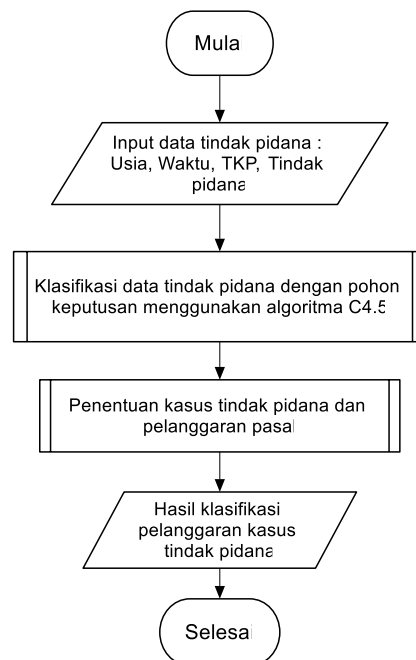 Mulai
Input data tindak pidana :
Usia, Waktu, TKP, Tindak
pidana
Klasifikasi data tindak pidana dengan pohon
keputusan menggunakan algoritma C4.5
Penentuan kasus tindak pidana dan
pelanggaran pasal
Hasil klasifikasi
pelanggaran kasus
tindak pidana
Selesai